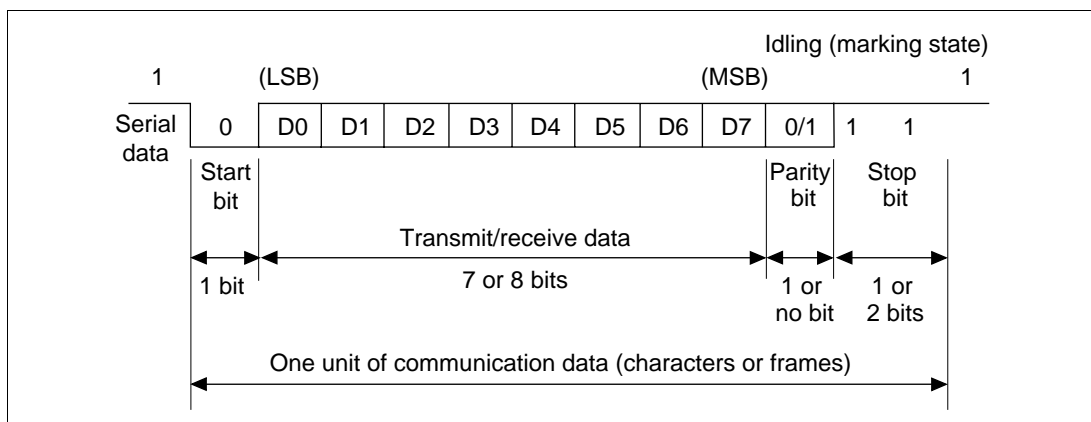 Idling (marking state)
1 (LSB) (MSB) 1
Serial data 0 D0 D1 D2 D3 D4 D5 D6 D7 0/1 1 1
Start bit
Parity bit
Stop bit
Transmit/receive data
1 bit
7 or 8 bits
1 or no bit
1 or 2 bits
One unit of communication data (characters or frames)